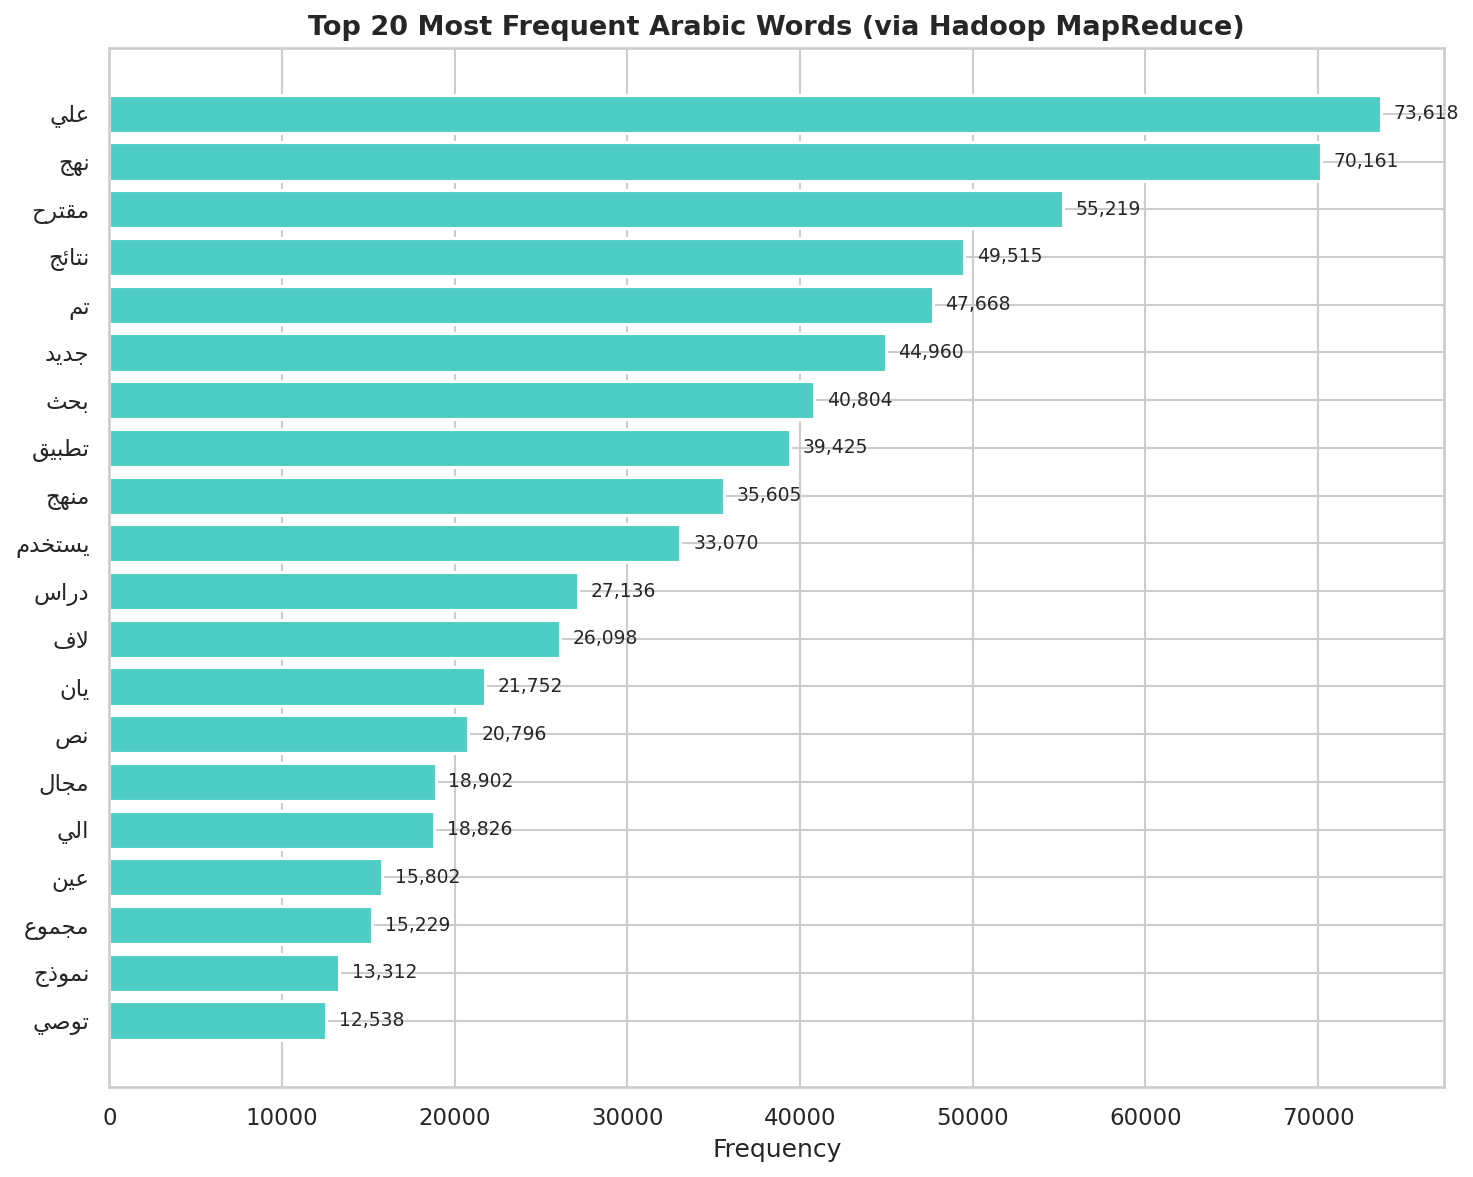 Top 20 Most Frequent Arabic Words (via Hadoop MapReduce)
علي 73,618
نهج 70,161
مقترح 55,219
نتائج 49,515
تم 47,668
جديد 44,960
بحث 40,804
تطبيق 39,425
منهج 35,605
يستخدم 33,070
دراس 27,136
لاف 26,098
يان 21,752
نص 20,796
مجال 18,902
الي 18,826
عين 15,802
مجموع 15,229
نموذج 13,312
توصي 12,538
0 10000 20000 30000 40000 50000 60000 70000
Frequency